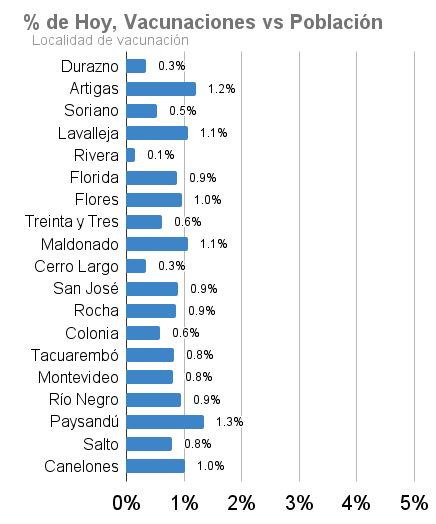 % de Hoy, Vacunaciones vs Población
Localidad de vacunación
Durazno 0.3%
Artigas 1.2%
Soriano 0.5%
Lavalleja 1.1%
Rivera 0.1%
Florida 0.9%
Flores 1.0%
Treinta y Tres 0.6%
Maldonado 1.1%
Cerro Largo 0.3%
San José 0.9%
Rocha 0.9%
Colonia 0.6%
Tacuarembó 0.8%
Montevideo 0.8%
Río Negro 0.9%
Paysandú 1.3%
Salto 0.8%
Canelones 1.0%
0% 1% 2% 3% 4% 5%